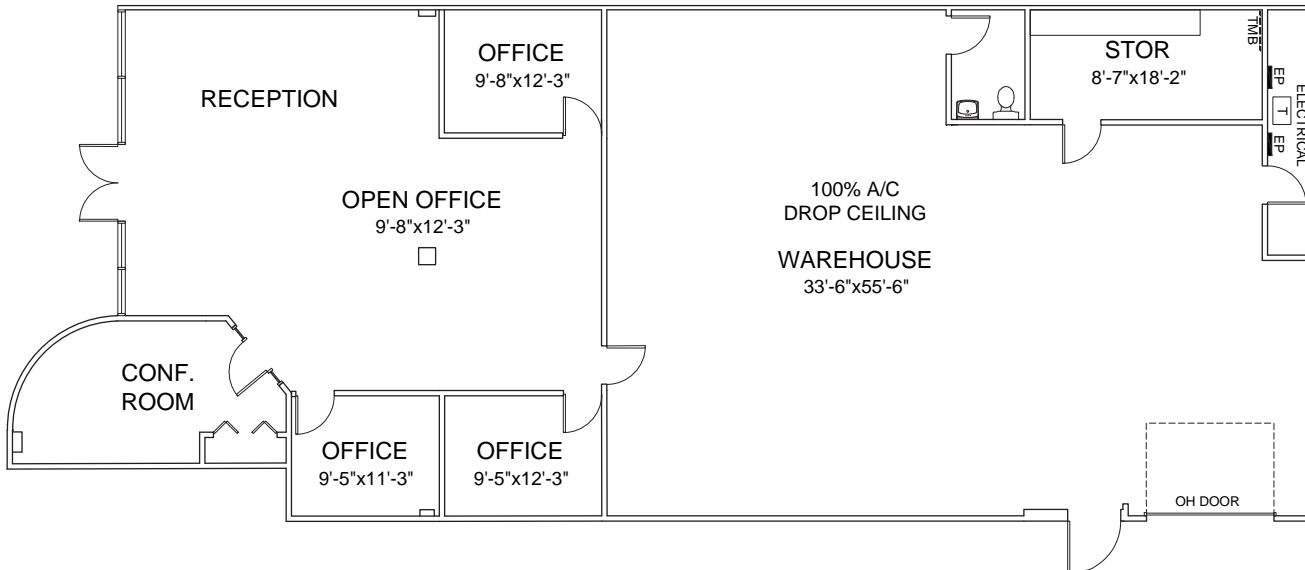 OFFICE
9'-8"x12'-3"
RECEPTION
OPEN OFFICE
9'-8"x12'-3"
CONF.
ROOM
OFFICE
9'-5"x11'-3"
OFFICE
9'-5"x12'-3"
100% A/C
DROP CEILING
WAREHOUSE
33'-6"x55'-6"
STOR
8'-7"x18'-2"
TMB
EP
T
EP
ELECTRICAL
OH DOOR